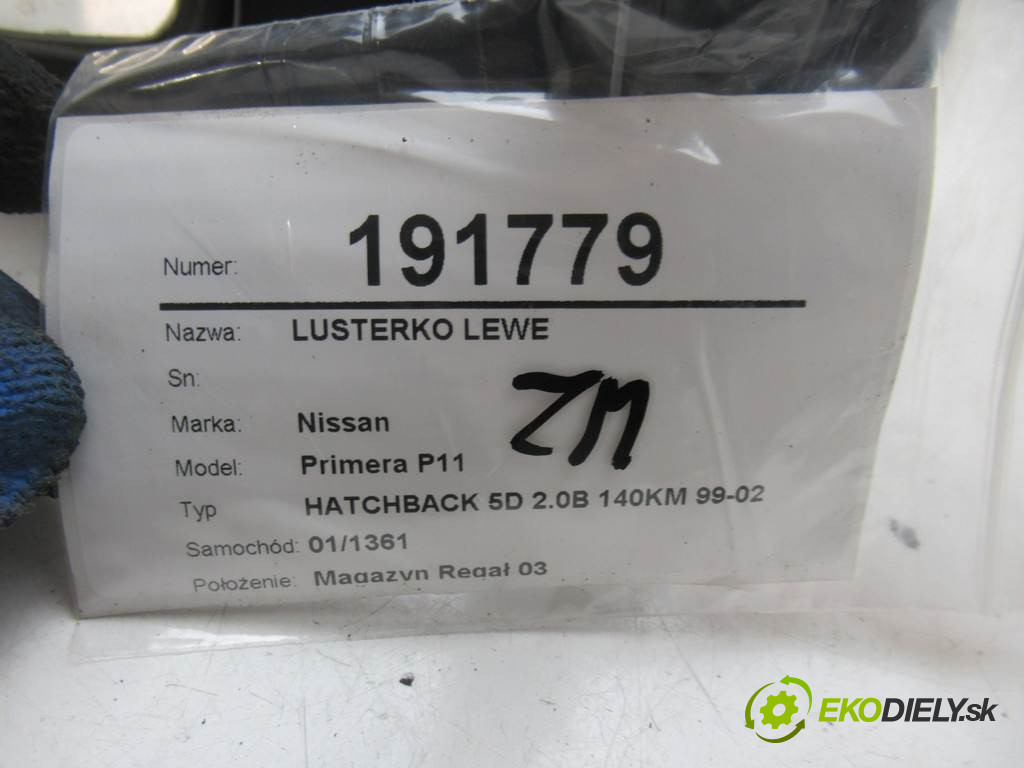 Numer: 191779
Nazwa: LUSTERKO LEWE
Sn:
ZM
Marka: Nissan
Model: Primera P11
Typ HATCHBACK 5D 2.0B 140KM 99-02
Samochód: 01/1361
Położenie: Magazyn Regał 03
EKODIELY.sk